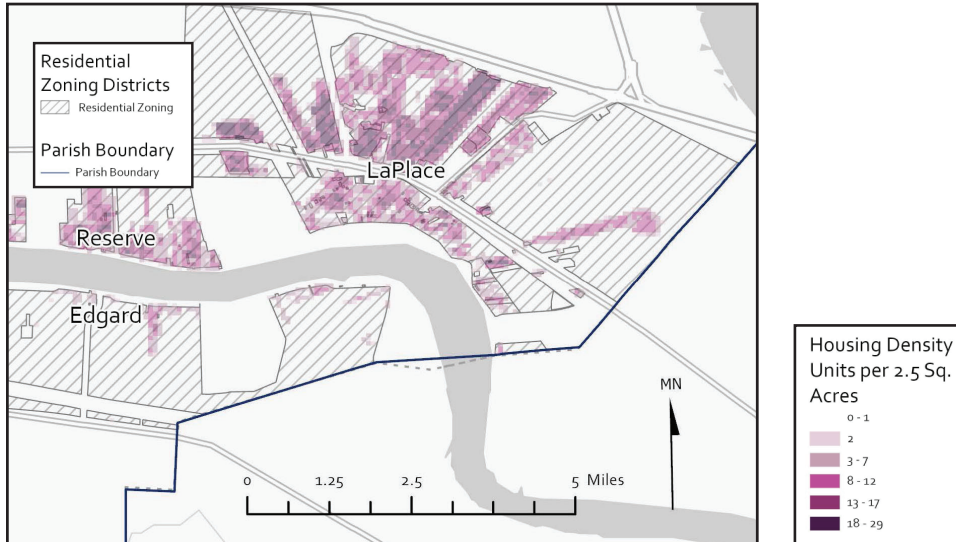 Residential
Zoning Districts
Residential Zoning
Parish Boundary
Parish Boundary
LaPlace
Reserve
Edgard
MN
0 1.25 2.5 5 Miles
Housing Density
Units per 2.5 Sq.
Acres
0 - 1
2
3 - 7
8 - 12
13 - 17
18 - 29